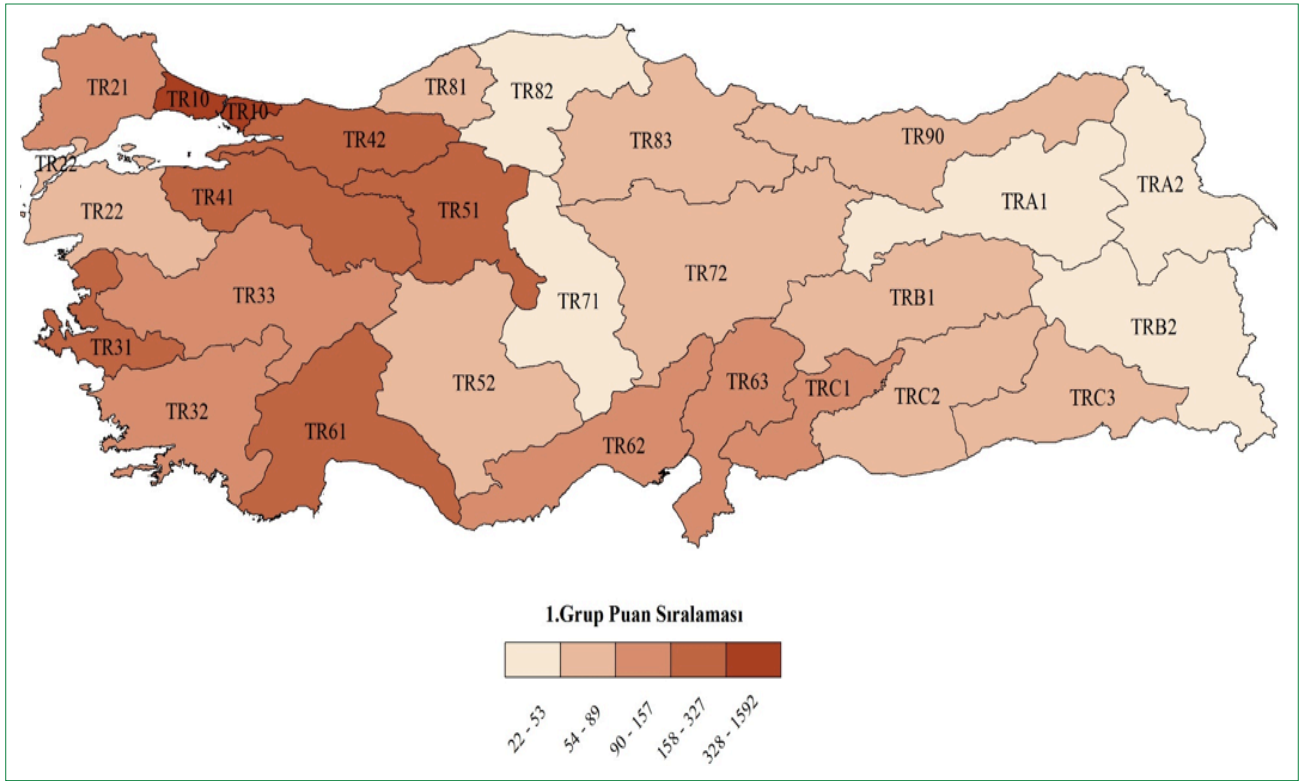 TR21
TR10
TR10
TR81
TR82
TR42
TR83
TR90
TR22
TRA2
TR41
TR51
TR22
TRA1
TR72
TR33
TR71
TRB1
TRB2
TR31
TR52
TR63
TRC1
TRC2
TRC3
TR32
TR61
TR62
1.Grup Puan Sıralaması
22 - 53
54 - 89
90 - 157
158 - 327
328 - 1592